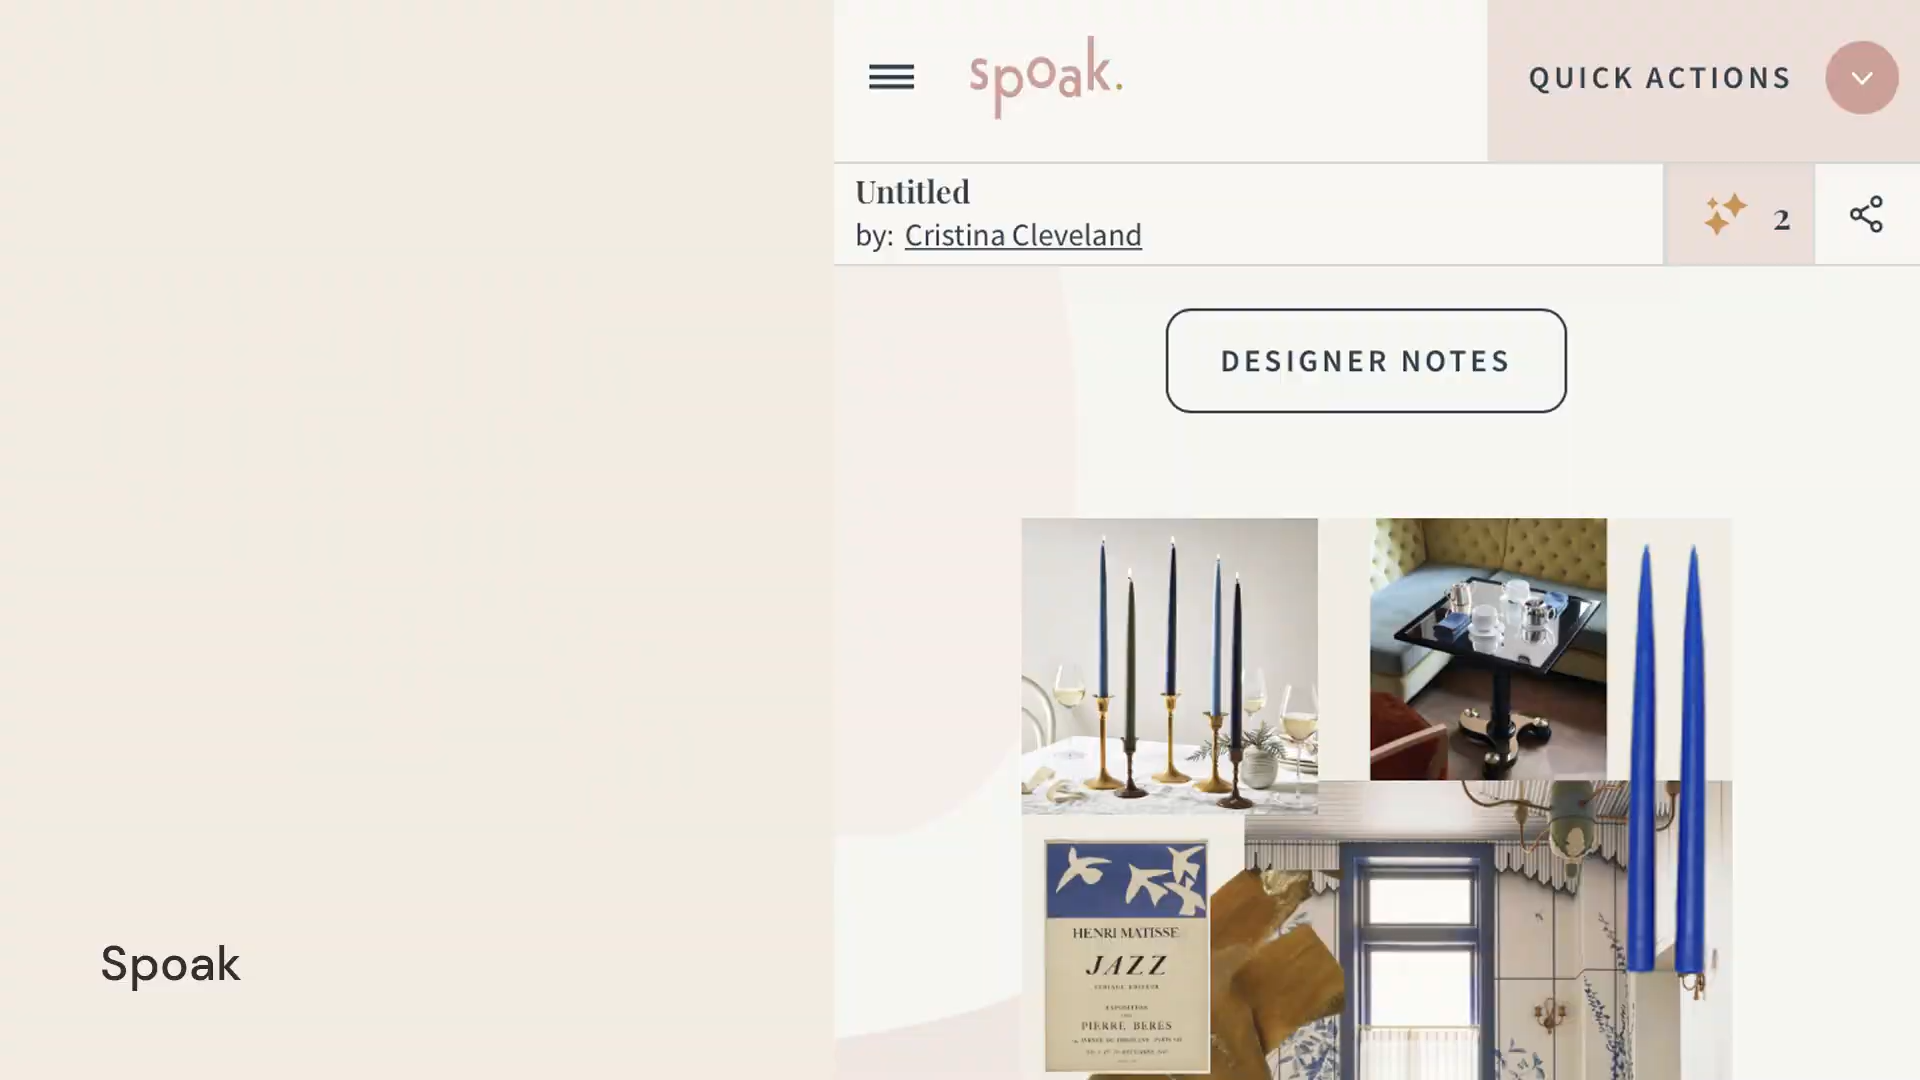 spoak.
QUICK ACTIONS
Untitled
by: Cristina Cleveland
2
DESIGNER NOTES
HENRI MATISSE
JAZZ
PIERRE BERES
Spoak